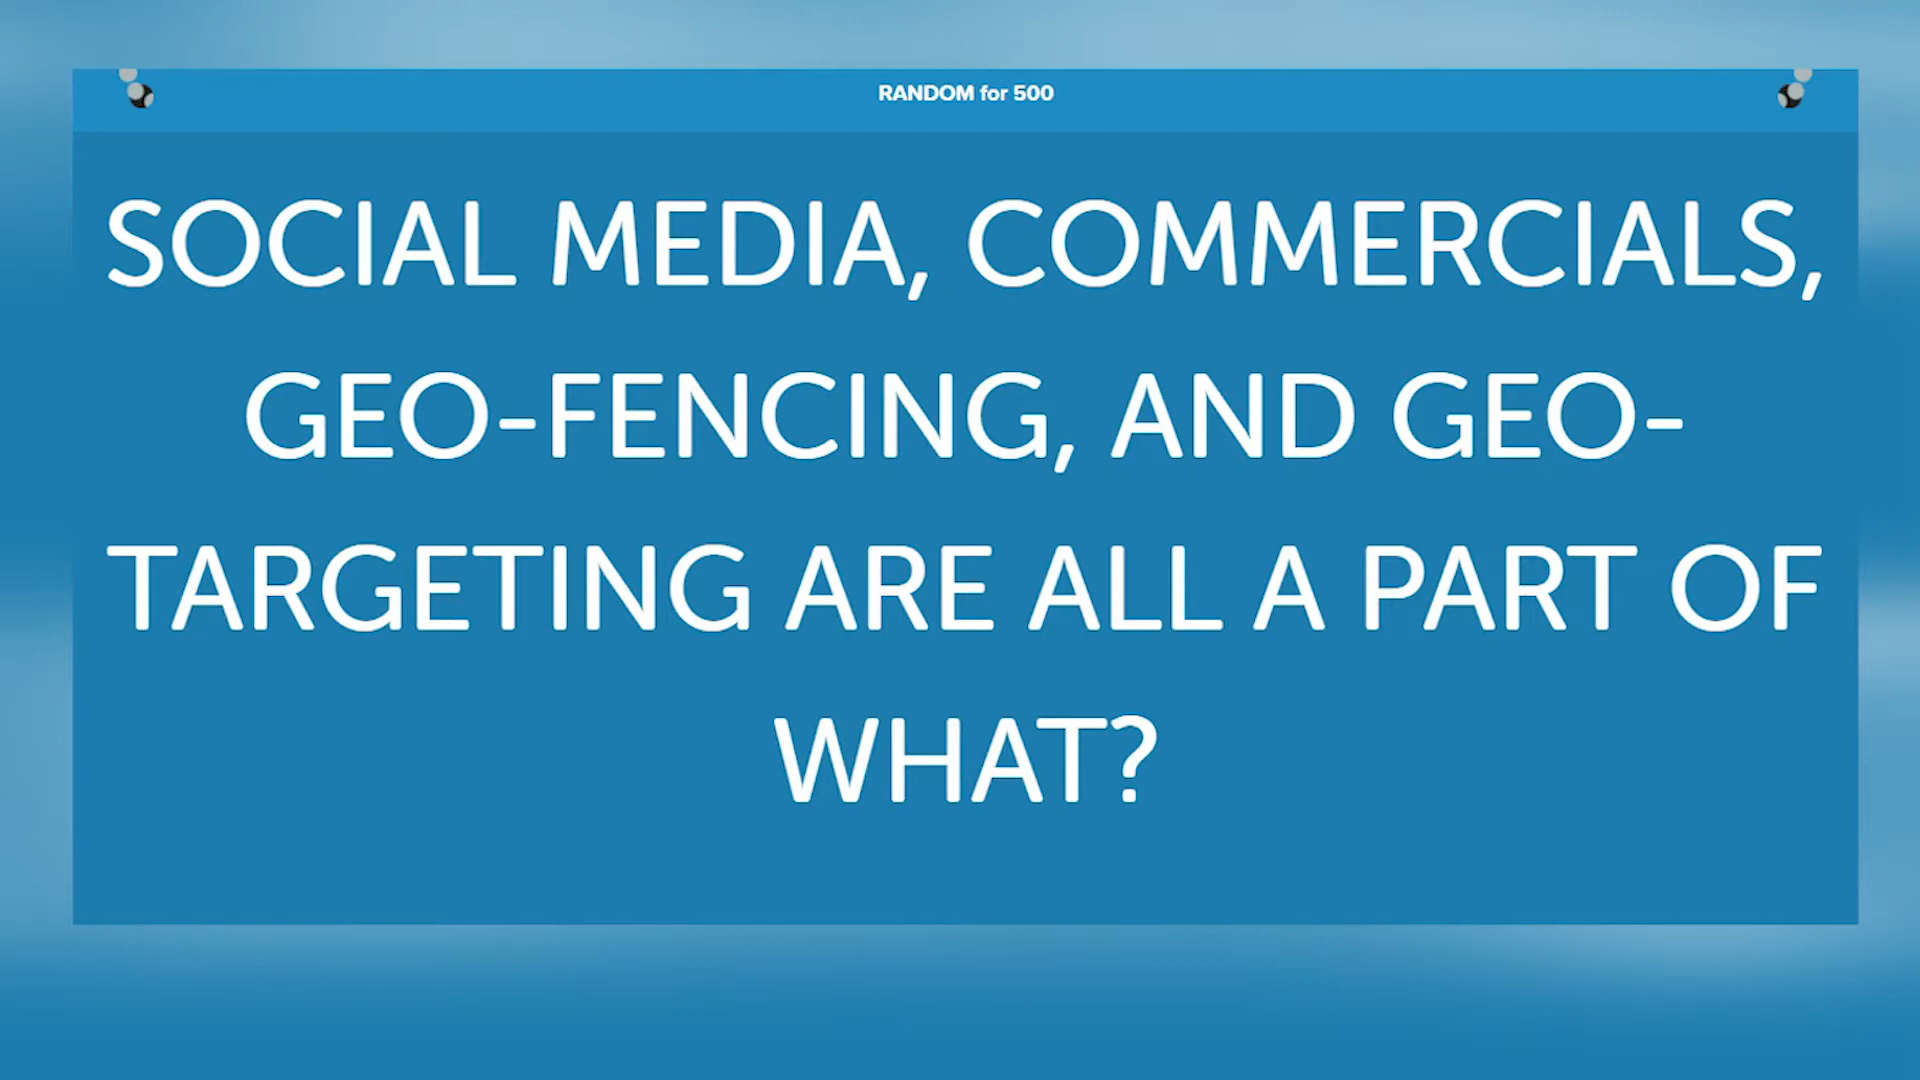 RANDOM for 500
SOCIAL MEDIA, COMMERCIALS,
GEO-FENCING, AND GEO-
TARGETING ARE ALL A PART OF
WHAT?